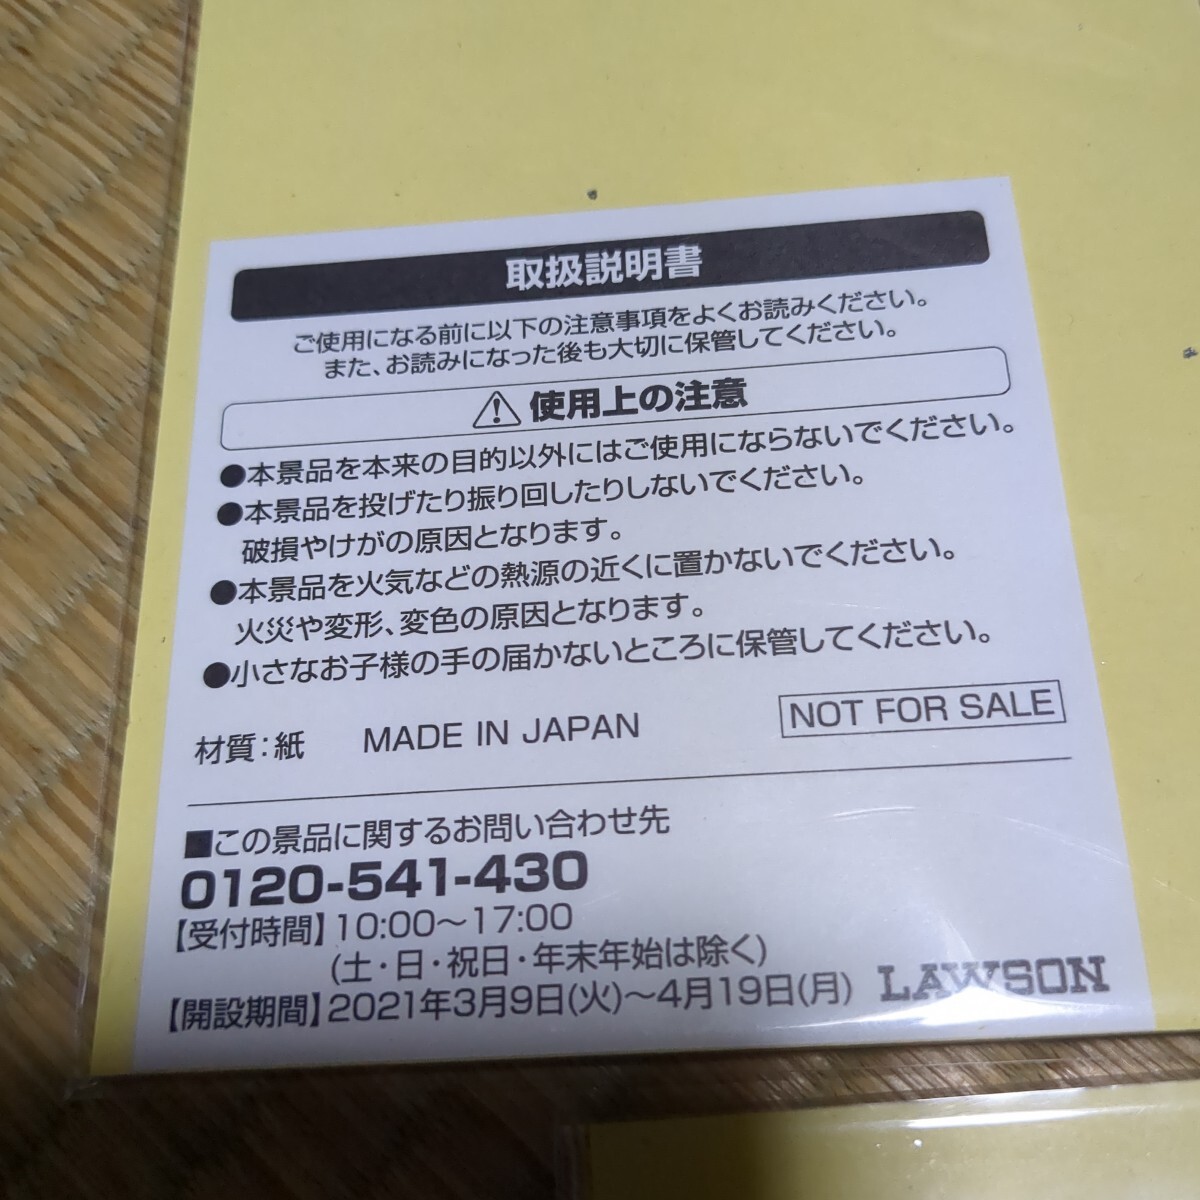 取扱説明書
ご使用になる前に以下の注意事項をよくお読みください。
また、お読みになった後も大切に保管してください。
⚠使用上の注意
●本景品を本来の目的以外にはご使用にならないでください。
●本景品を投げたり振り回したりしないでください。
破損やけがの原因となります。
●本景品を火気などの熱源の近くに置かないでください。
火災や変形、変色の原因となります。
●小さなお子様の手の届かないところに保管してください。
材質:紙 MADE IN JAPAN NOT FOR SALE
■この景品に関するお問い合わせ先
0120-541-430
【受付時間】10:00〜17:00
(土・日・祝日・年末年始は除く)
【開設期間】2021年3月9日(火)〜4月19日(月) LAWSON